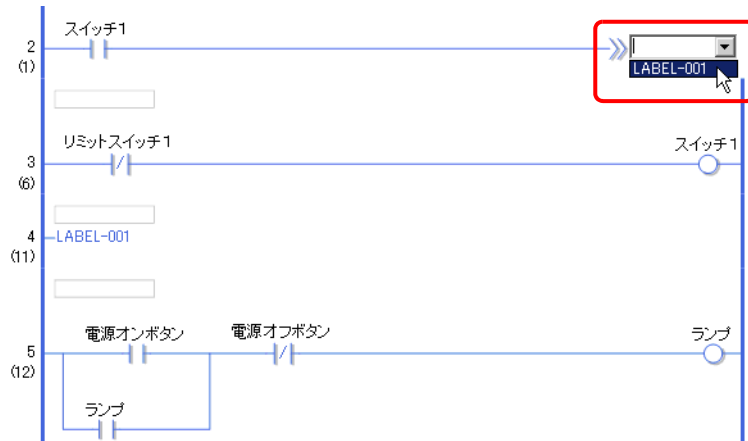 スイッチ1
2
(1)
LABEL-001
リミットスイッチ1
スイッチ1
3
(6)
4
LABEL-001
(11)
電源オンボタン
電源オフボタン
ランプ
5
(12)
ランプ